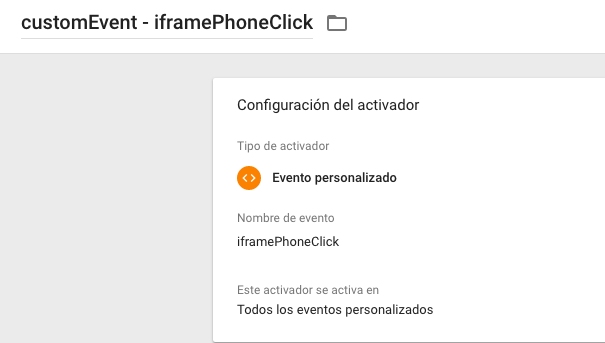 customEvent - iframePhoneClick
Configuración del activador
Tipo de activador
Evento personalizado
Nombre de evento
iframePhoneClick
Este activador se activa en
Todos los eventos personalizados